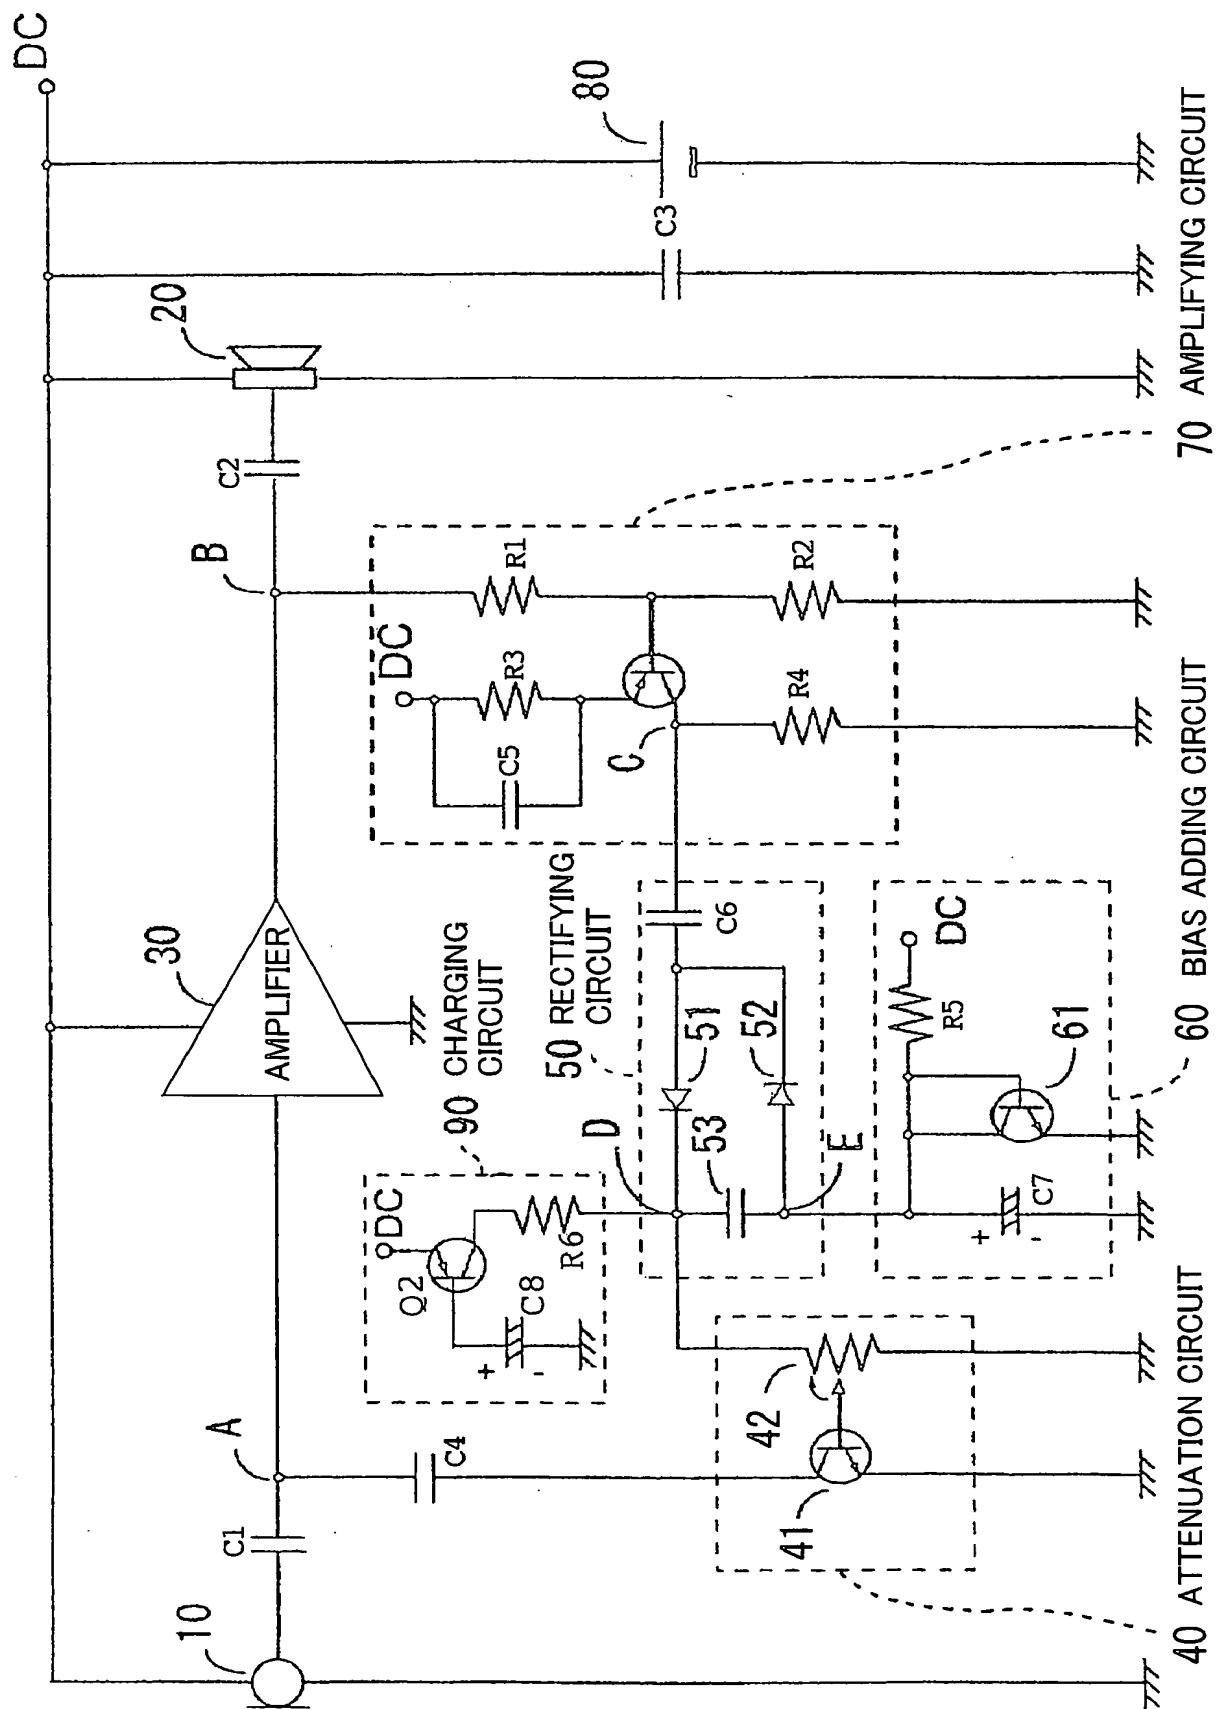 DC
20
80
B
C2
C3
30
AMPLIFIER
A
C1
10
90 CHARGING
CIRCUIT
DC
Q2
R6
C8
+
-
C4
50 RECTIFYING
CIRCUIT
DC
R3
R1
C5
C
R4
R2
C6
51
52
53
D
E
42
41
DC
R5
61
C7
+
-
40 ATTENUATION CIRCUIT
60 BIAS ADDING CIRCUIT
70 AMPLIFYING CIRCUIT